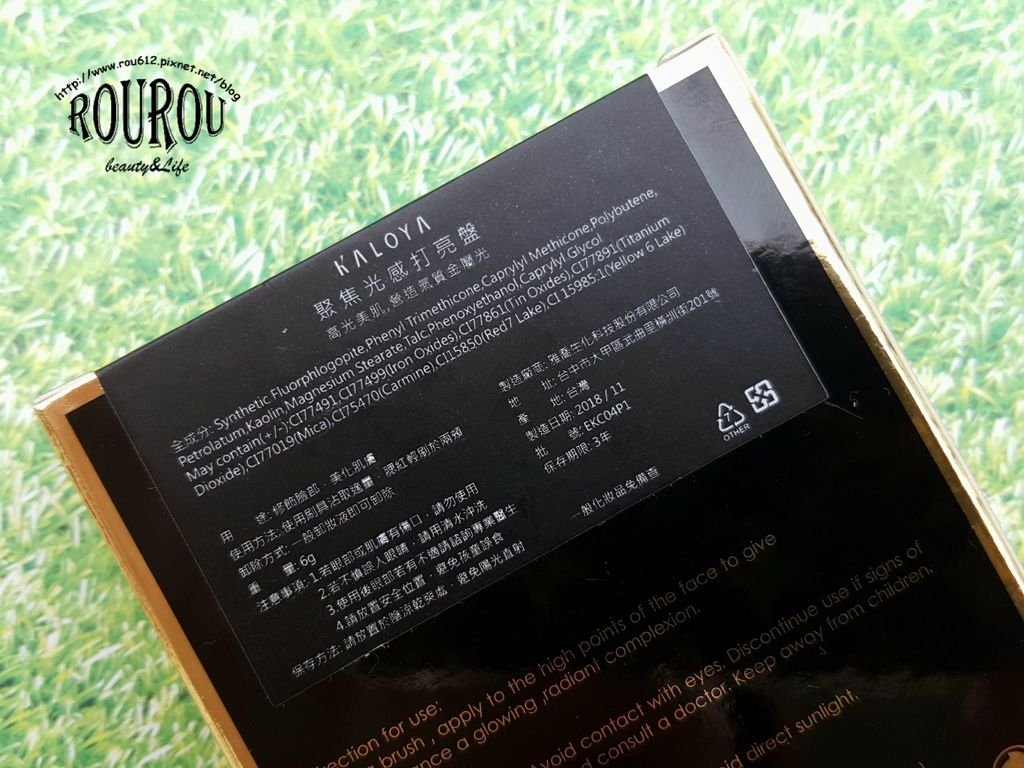 http://www.rou612.pixnet.net/blog
ROUROU
beauty&Life
KALOYA
聚焦光感打亮盤
高光美肌,營造氣質金屬光
全成分: Synthetic Fluorphlogopite,Phenyl Trimethicone,Caprylyl Methicone,Polybutene,
Petrolatum,Kaolin,Magnesium Stearate,Talc,Phenoxyethanol,Caprylyl Glycol
May contain(+/-):CI77491,CI77499(Iron Oxides),CI77861(Tin Oxides),CI77891(Titanium
Dioxide),CI77019(Mica),CI75470(Carmine),CI15850(Red7 Lake),CI 15985:1(Yellow 6 Lake)
用 途: 修飾臉部，美化肌膚
使用方法: 使用刷具沾取適量，腮紅輕刷於兩頰
卸除方式: 一般卸妝液即可卸除
重 量: 6g
注意事項: 1.若眼部或肌膚有傷口，請勿使用
2.若不慎誤入眼睛，請用清水沖洗
3.使用後眼部若有不適請諮詢專業醫生
4.請放置安全位置，避免孩童誤食
保存方法: 請放置於陰涼乾爽處，避免陽光直射
製造廠商: 雅喬生化科技股份有限公司
地 址: 台中市大甲區武曲里橫圳街201號
產 地: 台灣
製造日期: 2018 / 11
批 號: EKC04P1
保存期限: 3年
一般化妝品免備查
OTHER
rection for use:
brush , apply to the high points of the face to give
ance a glowing ,radiant complexion.
Avoid contact with eyes. Discontinue use if signs of
and consult a doctor. Keep away from children.
direct sunlight.